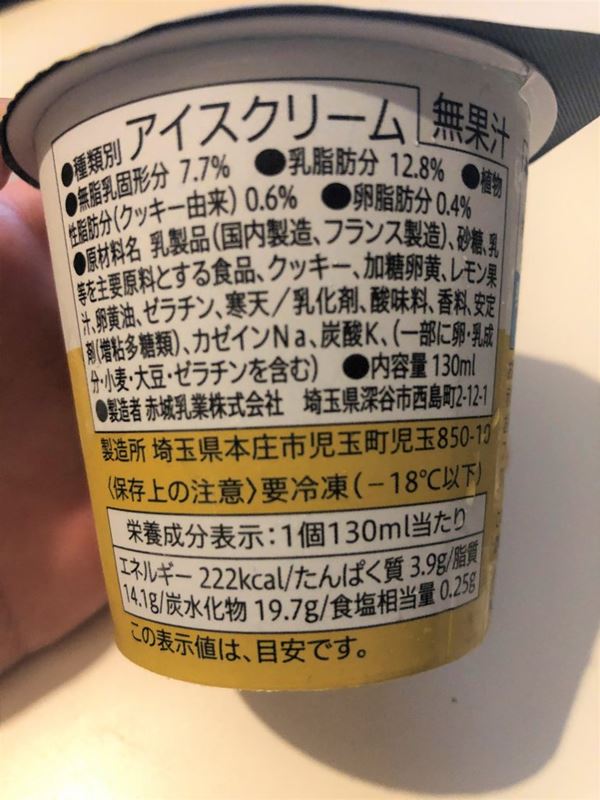 ●種類別 アイスクリーム 無果汁
●無脂乳固形分 7.7% ●乳脂肪分 12.8% ●植物
性脂肪分(クッキー由来) 0.6% ●卵脂肪分 0.4%
●原材料名 乳製品(国内製造、フランス製造)、砂糖、乳
等を主要原料とする食品、クッキー、加糖卵黄、レモン果
汁、卵黄油、ゼラチン、寒天/乳化剤、酸味料、香料、安定
剤(増粘多糖類)、カゼインNa、炭酸K、(一部に卵・乳成
分・小麦・大豆・ゼラチンを含む) ●内容量 130ml
●製造者 赤城乳業株式会社 埼玉県深谷市西島町2-12-1
製造所 埼玉県本庄市児玉町児玉850-10
〈保存上の注意〉要冷凍(-18℃以下)
栄養成分表示:1個130ml当たり
エネルギー 222kcal/たんぱく質 3.9g/脂質
14.1g/炭水化物 19.7g/食塩相当量 0.25g
この表示値は、目安です。